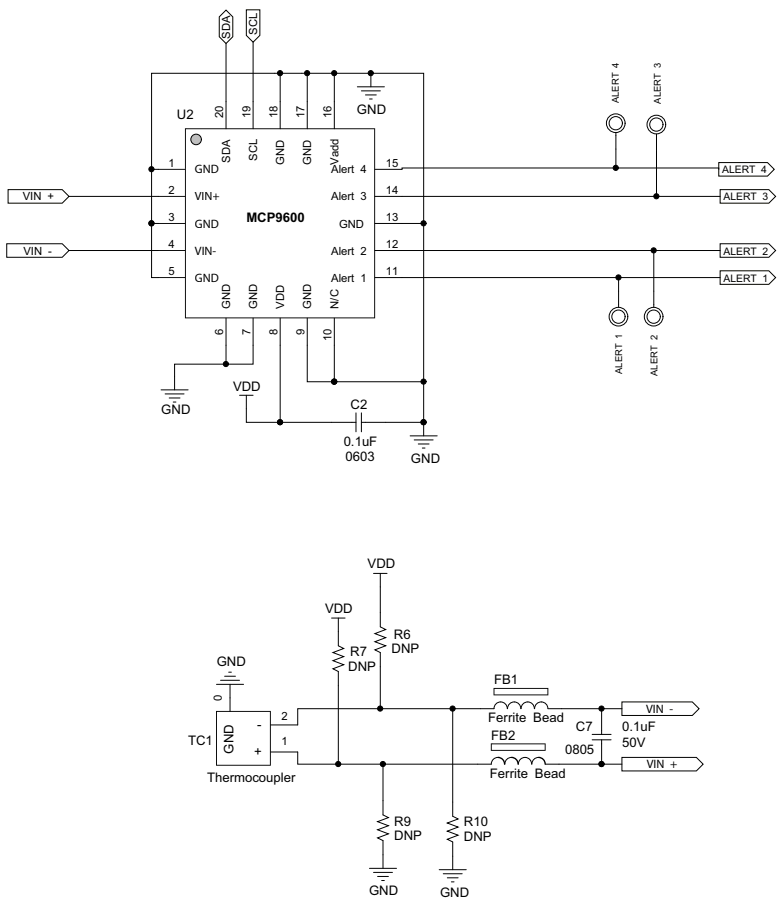 SDA
SCL
ALERT 4
ALERT 3
GND
U2
20
19
18
17
16
SDA
SCL
GND
GND
Vadd
1
GND
Alert 4
15
ALERT 4
VIN +
2
VIN+
Alert 3
14
ALERT 3
3
GND
MCP9600
GND
13
VIN -
4
VIN-
Alert 2
12
ALERT 2
5
GND
Alert 1
11
ALERT 1
GND
GND
VDD
GND
N/C
6
7
8
9
10
ALERT 1
ALERT 2
GND
VDD
C2
0.1uF
0603
GND
VDD
VDD
R6
DNP
R7
DNP
GND
0
FB1
TC1
GND
-
2
Ferrite Bead
VIN -
C7
0.1uF
+
1
FB2
0805
50V
Thermocoupler
Ferrite Bead
VIN +
R9
DNP
R10
DNP
GND
GND